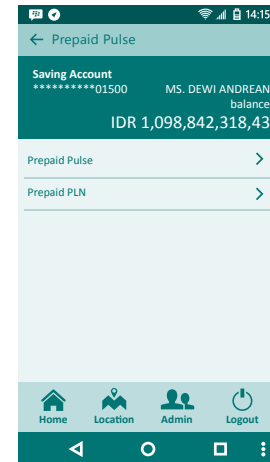 14:15
Prepaid Pulse
Saving Account
**********01500 MS. DEWI ANDREAN
balance
IDR 1,098,842,318,43
Prepaid Pulse
Prepaid PLN
Home Location Admin Logout